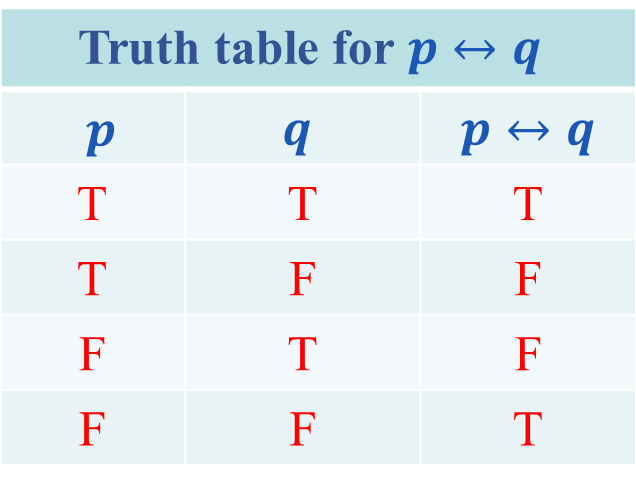 Truth table for p ↔ q
p q p ↔ q
T T T
T F F
F T F
F F T